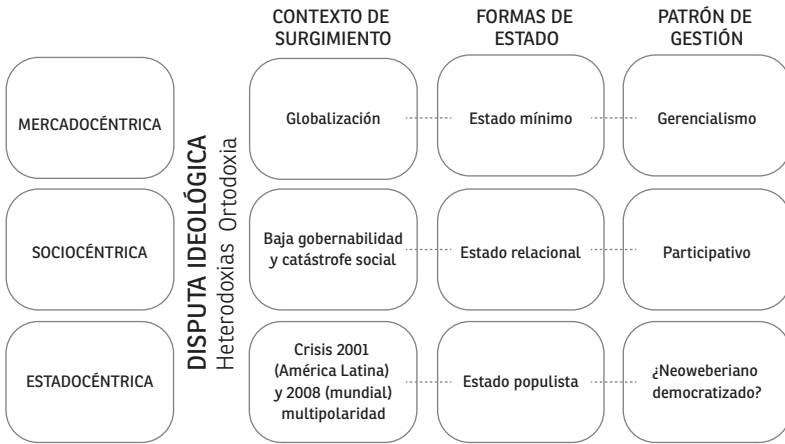 CONTEXTO DE
SURGIMIENTO
FORMAS DE
ESTADO
PATRÓN DE
GESTIÓN
MERCADOCÉNTRICA
Globalización
Estado mínimo
Gerencialismo
DISPUTA IDEOLÓGICA
Heterodoxias Ortodoxia
SOCIOCÉNTRICA
Baja gobernabilidad
y catástrofe social
Estado relacional
Participativo
ESTADOCÉNTRICA
Crisis 2001
(América Latina)
y 2008 (mundial)
multipolaridad
Estado populista
¿Neoweberiano
democratizado?